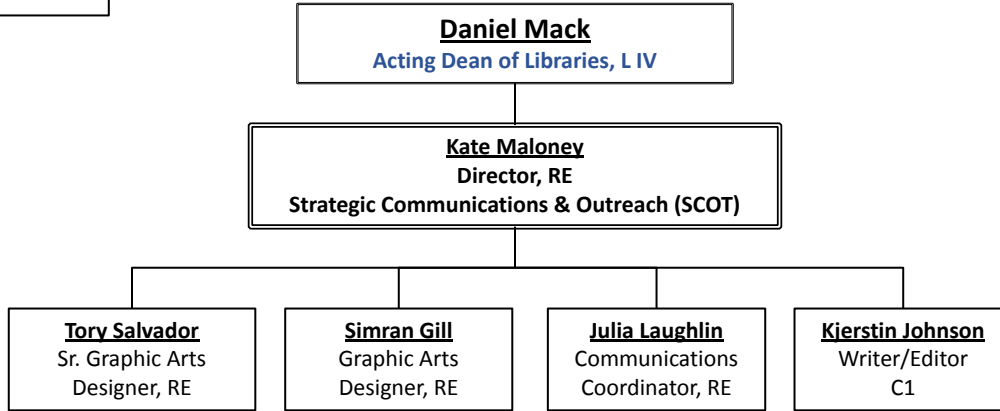 Daniel Mack
Acting Dean of Libraries, L IV
Kate Maloney
Director, RE
Strategic Communications & Outreach (SCOT)
Tory Salvador
Sr. Graphic Arts
Designer, RE
Simran Gill
Graphic Arts
Designer, RE
Julia Laughlin
Communications
Coordinator, RE
Kjerstin Johnson
Writer/Editor
C1